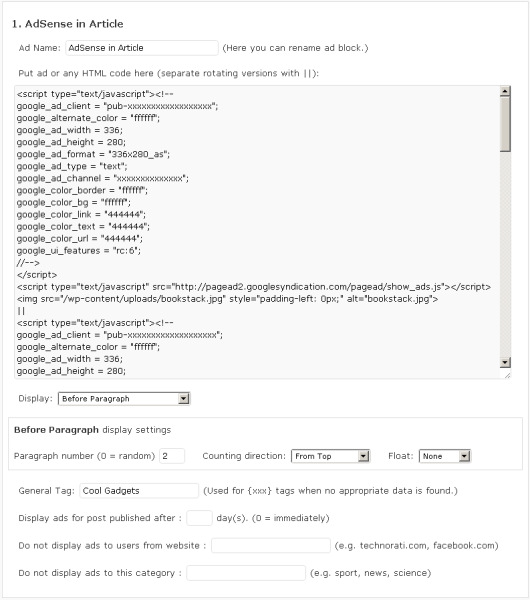 1. AdSense in Article
Ad Name: AdSense in Article (Here you can rename ad block.)
Put ad or any HTML code here (separate rotating versions with ||):
<script type="text/javascript"><!--
google_ad_client = "pub-xxxxxxxxxxxxxxxxxx";
google_alternate_color = "ffffff";
google_ad_width = 336;
google_ad_height = 280;
google_ad_format = "336x280_as";
google_ad_type = "text";
google_ad_channel = "xxxxxxxxxxxxxx";
google_color_border = "ffffff";
google_color_bg = "ffffff";
google_color_link = "444444";
google_color_text = "444444";
google_color_url = "444444";
google_ui_features = "rc:6";
//-->
</script>
<script type="text/javascript" src="http://pagead2.googlesyndication.com/pagead/show_ads.js"></script>
<img src="/wp-content/uploads/bookstack.jpg" style="padding-left: 0px;" alt="bookstack.jpg">
||
<script type="text/javascript"><!--
google_ad_client = "pub-xxxxxxxxxxxxxxxxxxx";
google_alternate_color = "ffffff";
google_ad_width = 336;
google_ad_height = 280;
Display: Before Paragraph
Before Paragraph display settings
Paragraph number (0 = random) 2 Counting direction: From Top Float: None
General Tag: Cool Gadgets (Used for {xxx} tags when no appropriate data is found.)
Display ads for post published after : day(s). (0 = immediately)
Do not display ads to users from website : (e.g. technorati.com, facebook.com)
Do not display ads to this category : (e.g. sport, news, science)